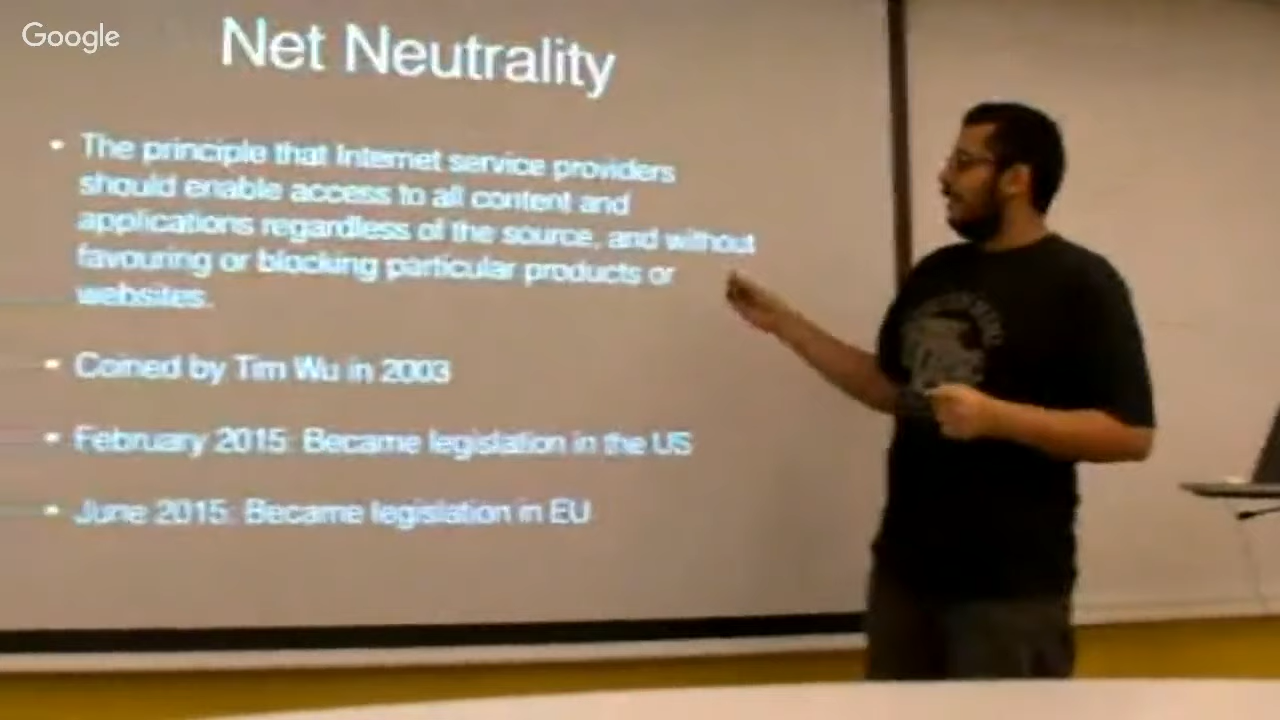 Google
Net Neutrality
• The principle that Internet service providers
should enable access to all content and
applications regardless of the source, and without
favouring or blocking particular products or
websites.
• Coined by Tim Wu in 2003
• February 2015: Became legislation in the US
• June 2015: Became legislation in EU